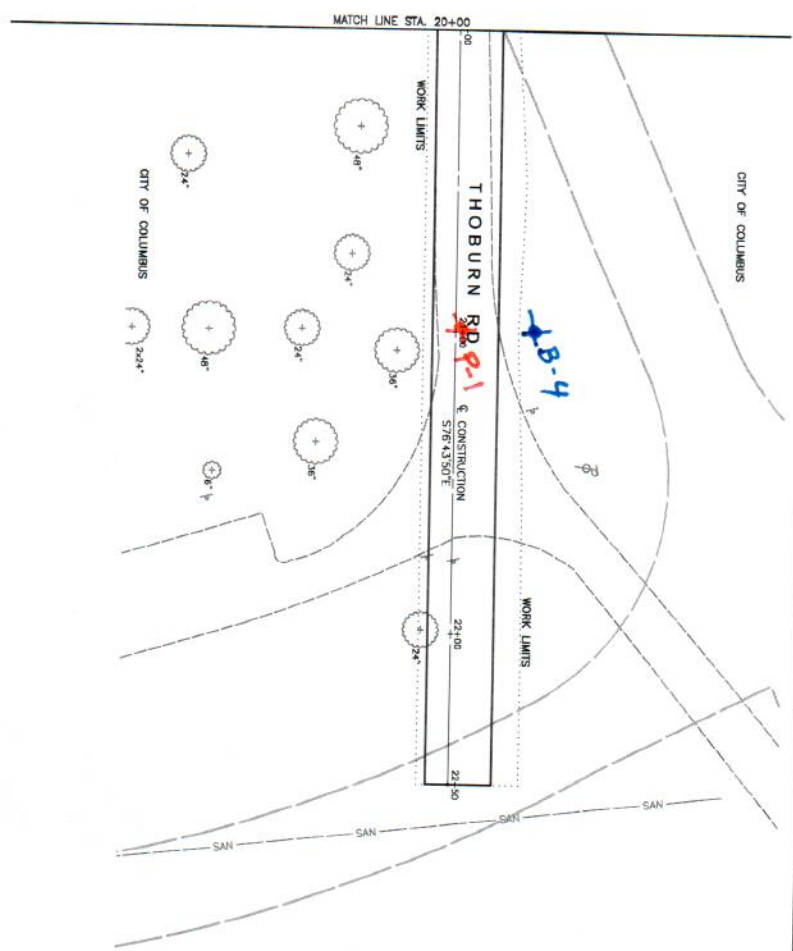 MATCH LINE STA. 20+00
WORK LIMITS
48"
24"
CITY OF COLUMBUS
CITY OF COLUMBUS
THOBURN RD
24"
2x24"
48"
24"
36"
P-1
B-4
℄ CONSTRUCTION
S76°43'50"E
36"
6"
WORK LIMITS
22+00
24"
22+50
SAN
SAN
SAN
SAN